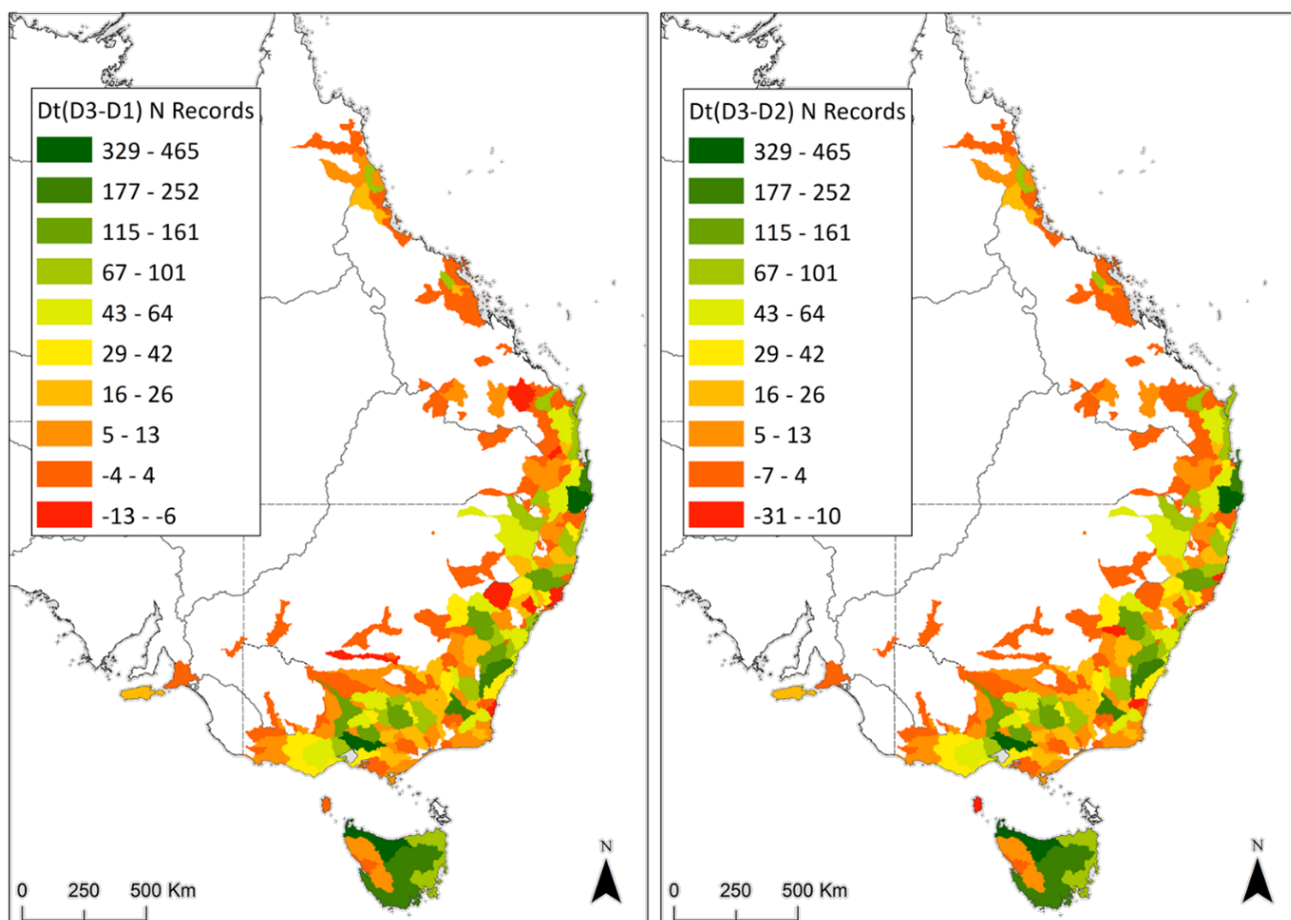 Dt(D3-D1) N Records
329 - 465
177 - 252
115 - 161
67 - 101
43 - 64
29 - 42
16 - 26
5 - 13
-4 - 4
-13 - -6
N
0 250 500 Km
Dt(D3-D2) N Records
329 - 465
177 - 252
115 - 161
67 - 101
43 - 64
29 - 42
16 - 26
5 - 13
-7 - 4
-31 - -10
N
0 250 500 Km